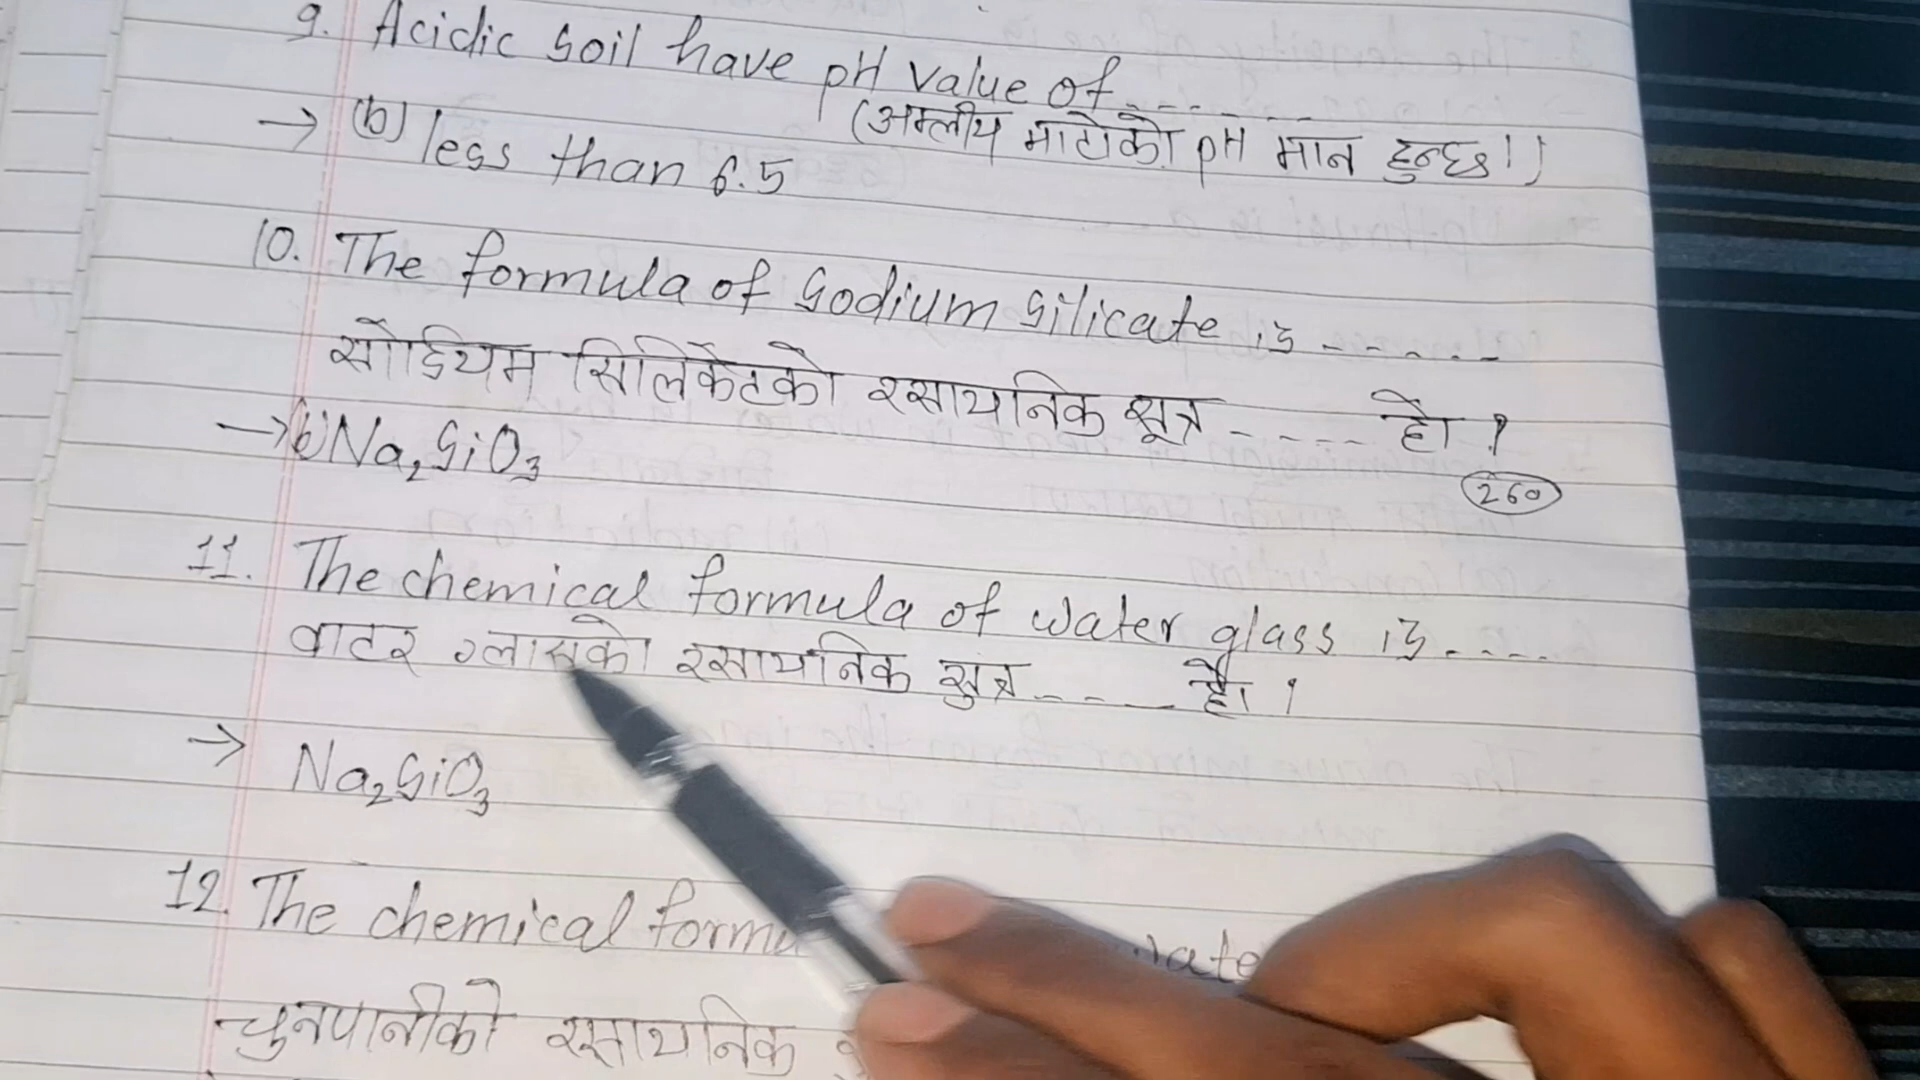 9. Acidic Soil have pH value of ......
(अम्लीय माटोको pH मान हुन्छ।)
→ (b) less than 6.5
10. The formula of Sodium Silicate is ------
सोडियम सिलिकेटको रसायनिक सूत्र ---- हो ।
→ (b) Na₂SiO₃
260
11. The chemical formula of water glass is ....
वाटर ग्लासको रसायनिक सुत्र ---- हो ।
→ Na₂SiO₃
12. The chemical
चुनपानीको रसायनिक